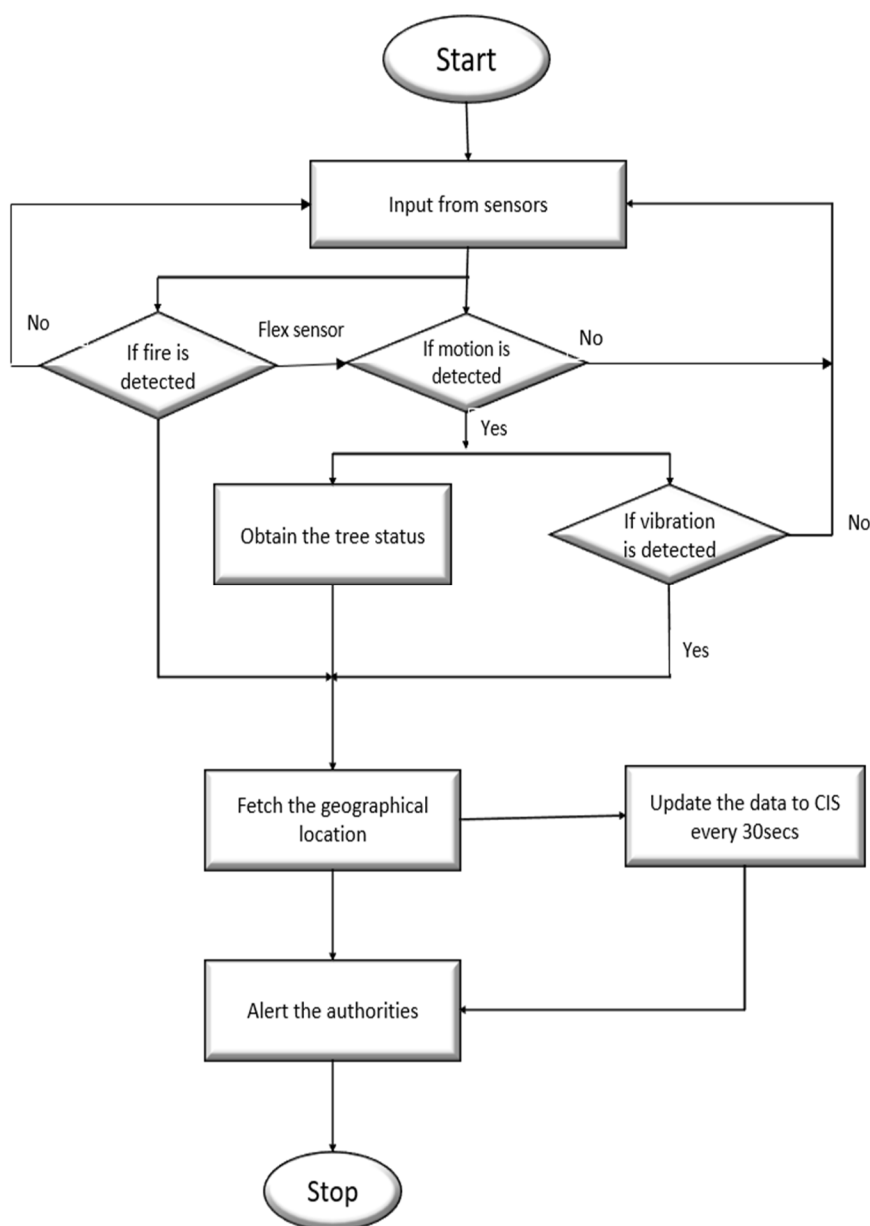 Start
Input from sensors
No
If fire is
detected
Flex sensor
If motion is
detected
No
Yes
Obtain the tree status
If vibration
is detected
No
Yes
Fetch the geographical
location
Update the data to CIS
every 30secs
Alert the authorities
Stop